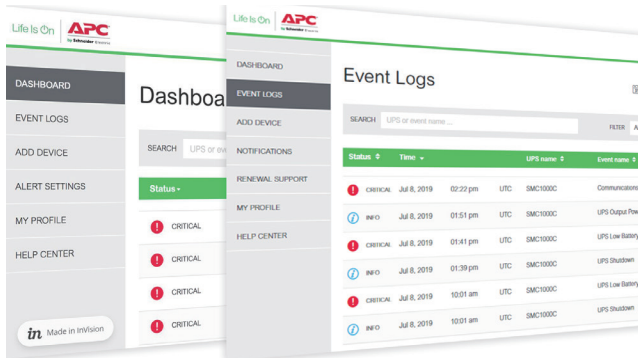 Life Is On
APC
by Schneider Electric
DASHBOARD
EVENT LOGS
ADD DEVICE
ALERT SETTINGS
MY PROFILE
HELP CENTER
in Made in InVision
SEARCH UPS or
Status
CRITICAL
CRITICAL
CRITICAL
CRITICAL
Life Is On
APC
by Schneider Electric
DASHBOARD
EVENT LOGS
ADD DEVICE
NOTIFICATIONS
RENEWAL SUPPORT
MY PROFILE
HELP CENTER
Event Logs
SEARCH UPS or event name ... FILTER
Status Time UPS name Event name
CRITICAL Jul 8, 2019 02:22 pm UTC SMC1000C Communications
INFO Jul 8, 2019 01:51 pm UTC SMC1000C UPS Output
CRITICAL Jul 8, 2019 01:41 pm UTC SMC1000C UPS Low Battery
INFO Jul 8, 2019 01:39 pm UTC SMC1000C UPS Shutdown
CRITICAL Jul 8, 2019 10:01 am UTC SMC1000C UPS Low Battery
INFO Jul 8, 2019 10:01 am UTC SMC1000C UPS Shutdown